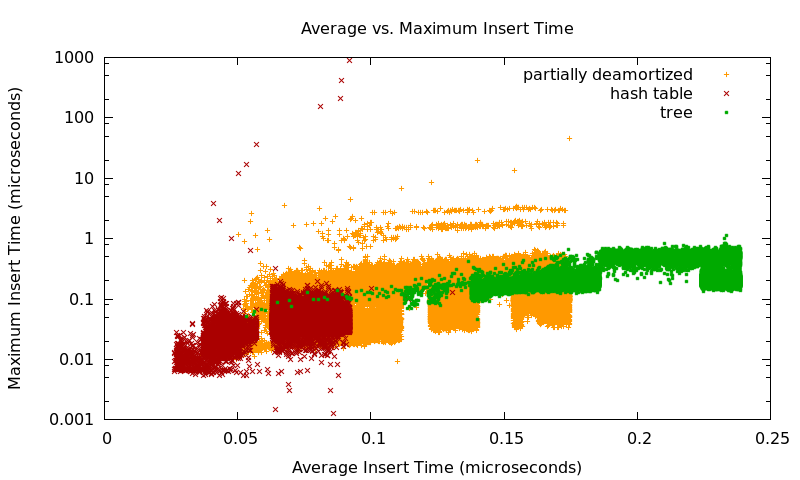 Average vs. Maximum Insert Time
Maximum Insert Time (microseconds)
1000
100
10
1
0.1
0.01
0.001
partially deamortized
hash table
tree
0
0.05
0.1
0.15
0.2
0.25
Average Insert Time (microseconds)